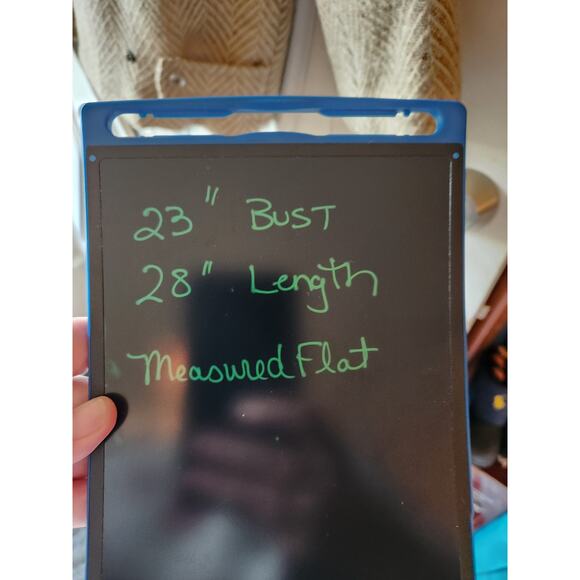 23" BUST
28" Length
Measured Flat